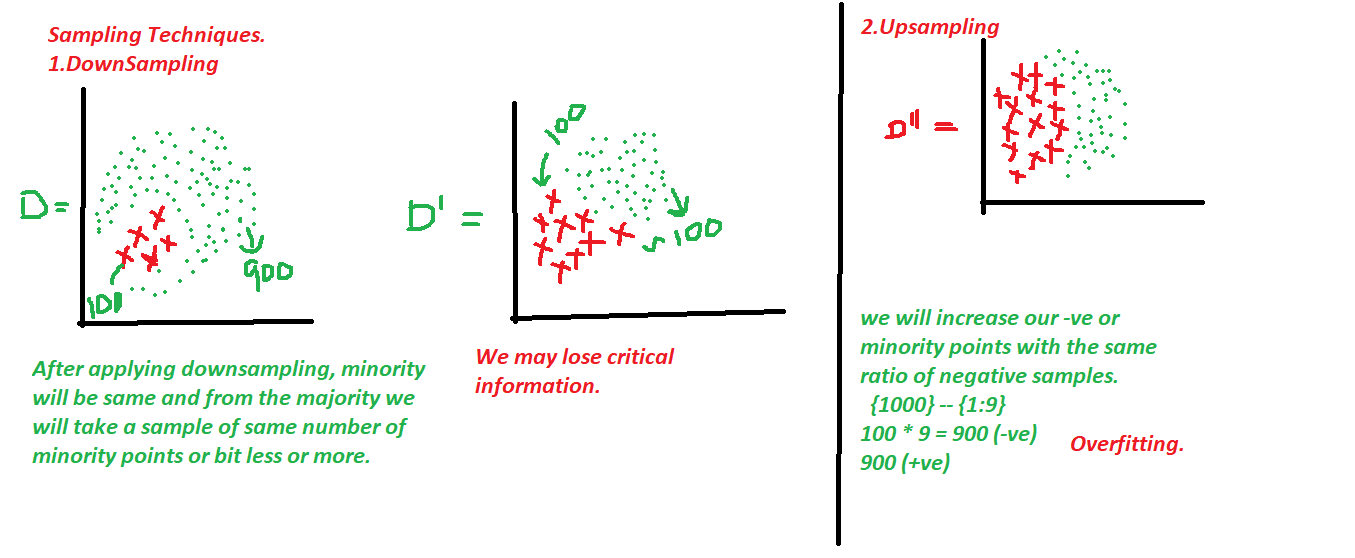 Sampling Techniques.
1.DownSampling
D=
100
900
After applying downsampling, minority
will be same and from the majority we
will take a sample of same number of
minority points or bit less or more.
D' =
100
100
We may lose critical
information.
2.Upsampling
D" =
we will increase our -ve or
minority points with the same
ratio of negative samples.
{1000} -- {1:9}
100 * 9 = 900 (-ve)
900 (+ve)
Overfitting.